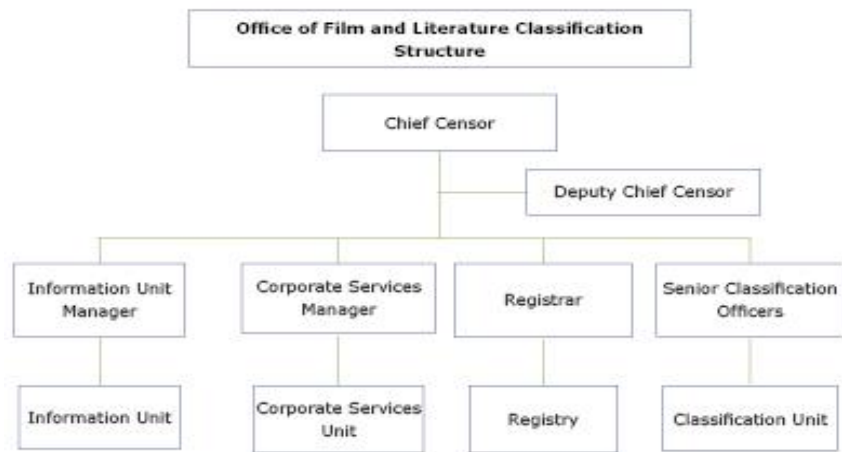 Office of Film and Literature Classification
Structure
Chief Censor
Deputy Chief Censor
Information Unit
Manager
Corporate Services
Manager
Registrar
Senior Classification
Officers
Information Unit
Corporate Services
Unit
Registry
Classification Unit